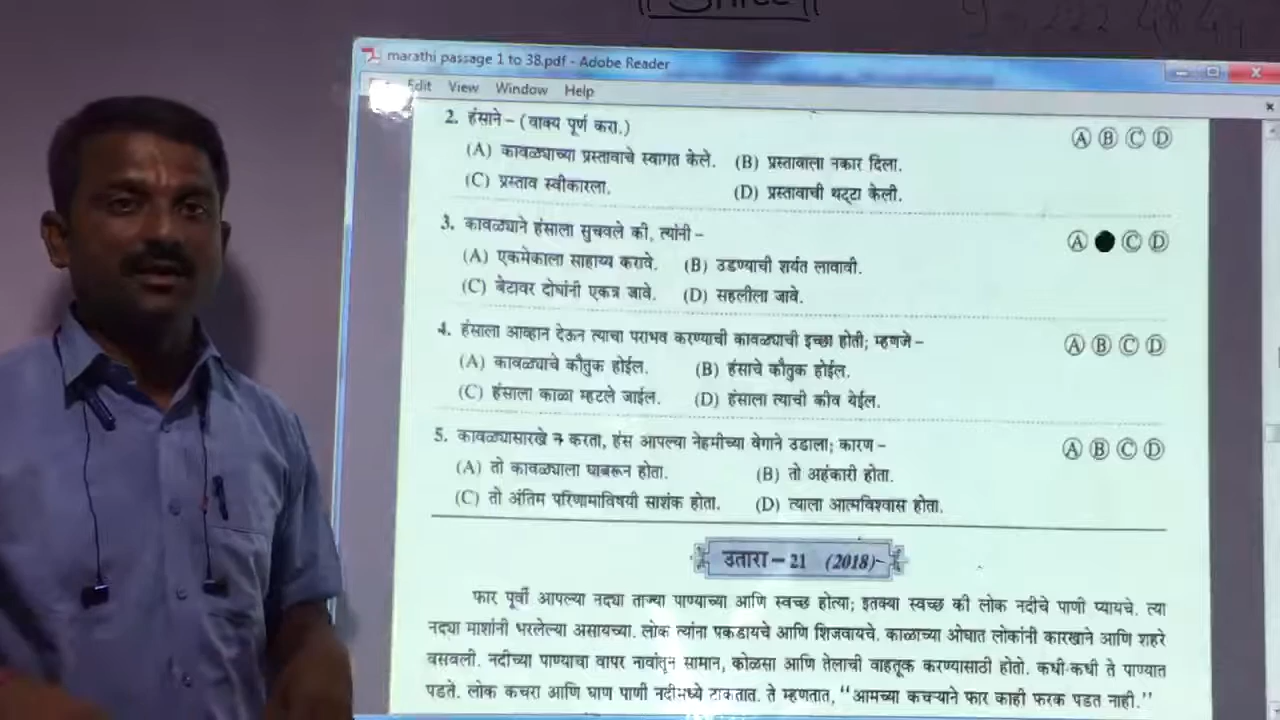 marathi passage 1 to 38.pdf - Adobe Reader
Edit View Window Help
2. हंसाने – (वाक्य पूर्ण करा.) Ⓐ Ⓑ Ⓒ Ⓓ
(A) कावळ्याच्या प्रस्तावाचे स्वागत केले. (B) प्रस्तावाला नकार दिला.
(C) प्रस्ताव स्वीकारला. (D) प्रस्तावाची थट्टा केली.
3. कावळ्याने हंसाला सुचवले की, त्यांनी – Ⓐ ● Ⓒ Ⓓ
(A) एकमेकाला साहाय्य करावे. (B) उडण्याची शर्यत लावावी.
(C) बेटावर दोघांनी एकत्र जावे. (D) सहलीला जावे.
4. हंसाला आव्हान देऊन त्याचा पराभव करण्याची कावळ्याची इच्छा होती; म्हणजे – Ⓐ Ⓑ Ⓒ Ⓓ
(A) कावळ्याचे कौतुक होईल. (B) हंसाचे कौतुक होईल.
(C) हंसाला काळा म्हटले जाईल. (D) हंसाला त्याची कीव येईल.
5. कावळ्यासारखे न करता, हंस आपल्या नेहमीच्या वेगाने उडाला; कारण – Ⓐ Ⓑ Ⓒ Ⓓ
(A) तो कावळ्याला घाबरून होता. (B) तो अहंकारी होता.
(C) तो अंतिम परिणामाविषयी साशंक होता. (D) त्याला आत्मविश्वास होता.
उतारा – 21 (2018)
फार पूर्वी आपल्या नद्या ताज्या पाण्याच्या आणि स्वच्छ होत्या; इतक्या स्वच्छ की लोक नदीचे पाणी प्यायचे. त्या
नद्या माशांनी भरलेल्या असायच्या. लोक त्यांना पकडायचे आणि शिजवायचे. काळाच्या ओघात लोकांनी कारखाने आणि शहरे
वसवली. नदीच्या पाण्याचा वापर नावांतून सामान, कोळसा आणि तेलाची वाहतूक करण्यासाठी होतो. कधी-कधी ते पाण्यात
पडते. लोक कचरा आणि घाण पाणी नदीमध्ये टाकतात. ते म्हणतात, “आमच्या कचऱ्याने फार काही फरक पडत नाही.”